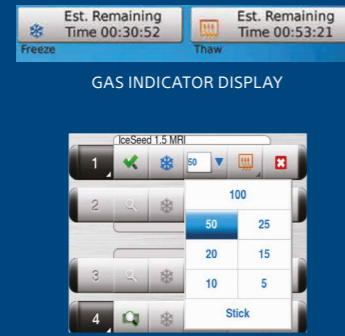 Est. Remaining
Time 00:30:52
Freeze
Est. Remaining
Time 00:53:21
Thaw
GAS INDICATOR DISPLAY
IceSeed 1.5 MRI
1
50
100
2
50 25
20 15
3
10 5
4
Stick